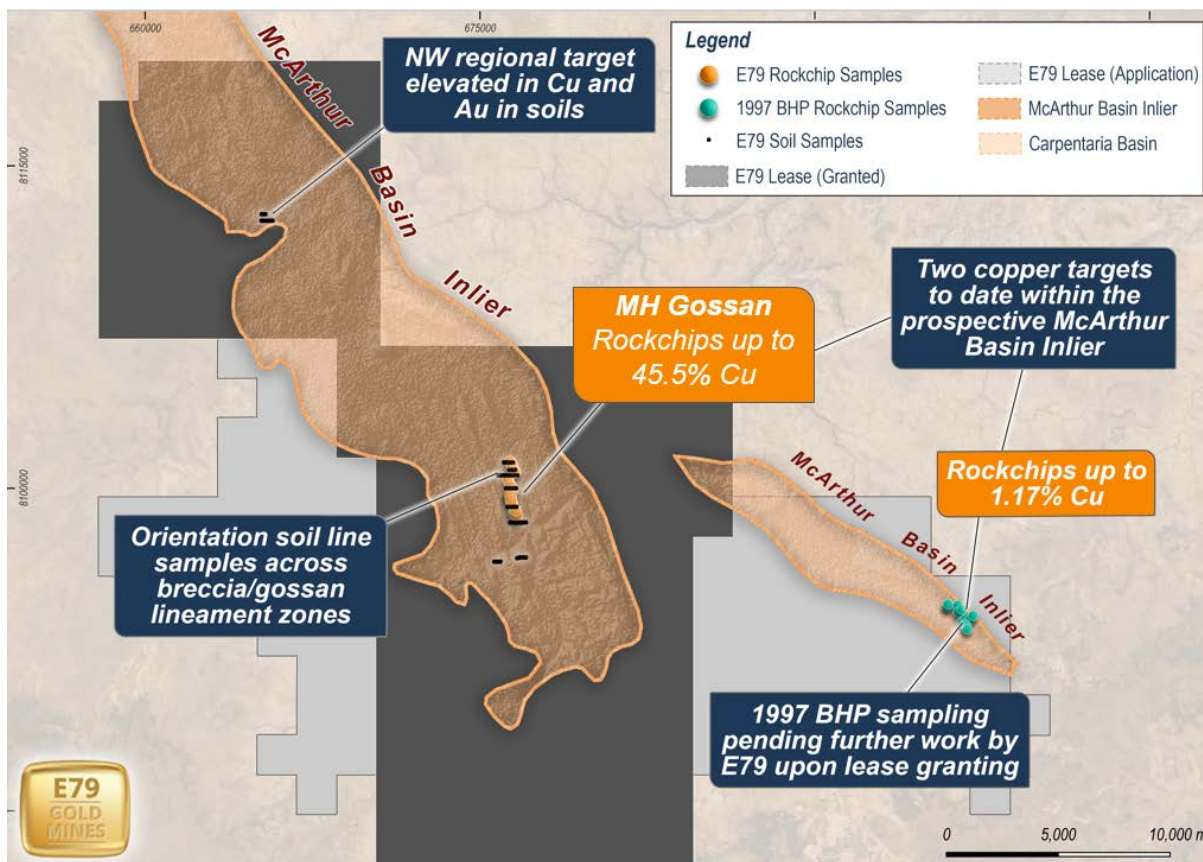 660000
675000
8115000
8100000
NW regional target
elevated in Cu and
Au in soils
McArthur
Basin
Inlier
Legend
E79 Rockchip Samples
1997 BHP Rockchip Samples
E79 Soil Samples
E79 Lease (Granted)
E79 Lease (Application)
McArthur Basin Inlier
Carpentaria Basin
MH Gossan
Rockchips up to
45.5% Cu
Two copper targets
to date within the
prospective McArthur
Basin Inlier
Rockchips up to
1.17% Cu
McArthur
Basin
Inlier
Orientation soil line
samples across
breccia/gossan
lineament zones
1997 BHP sampling
pending further work by
E79 upon lease granting
E79
GOLD
MINES
0 5,000 10,000 m